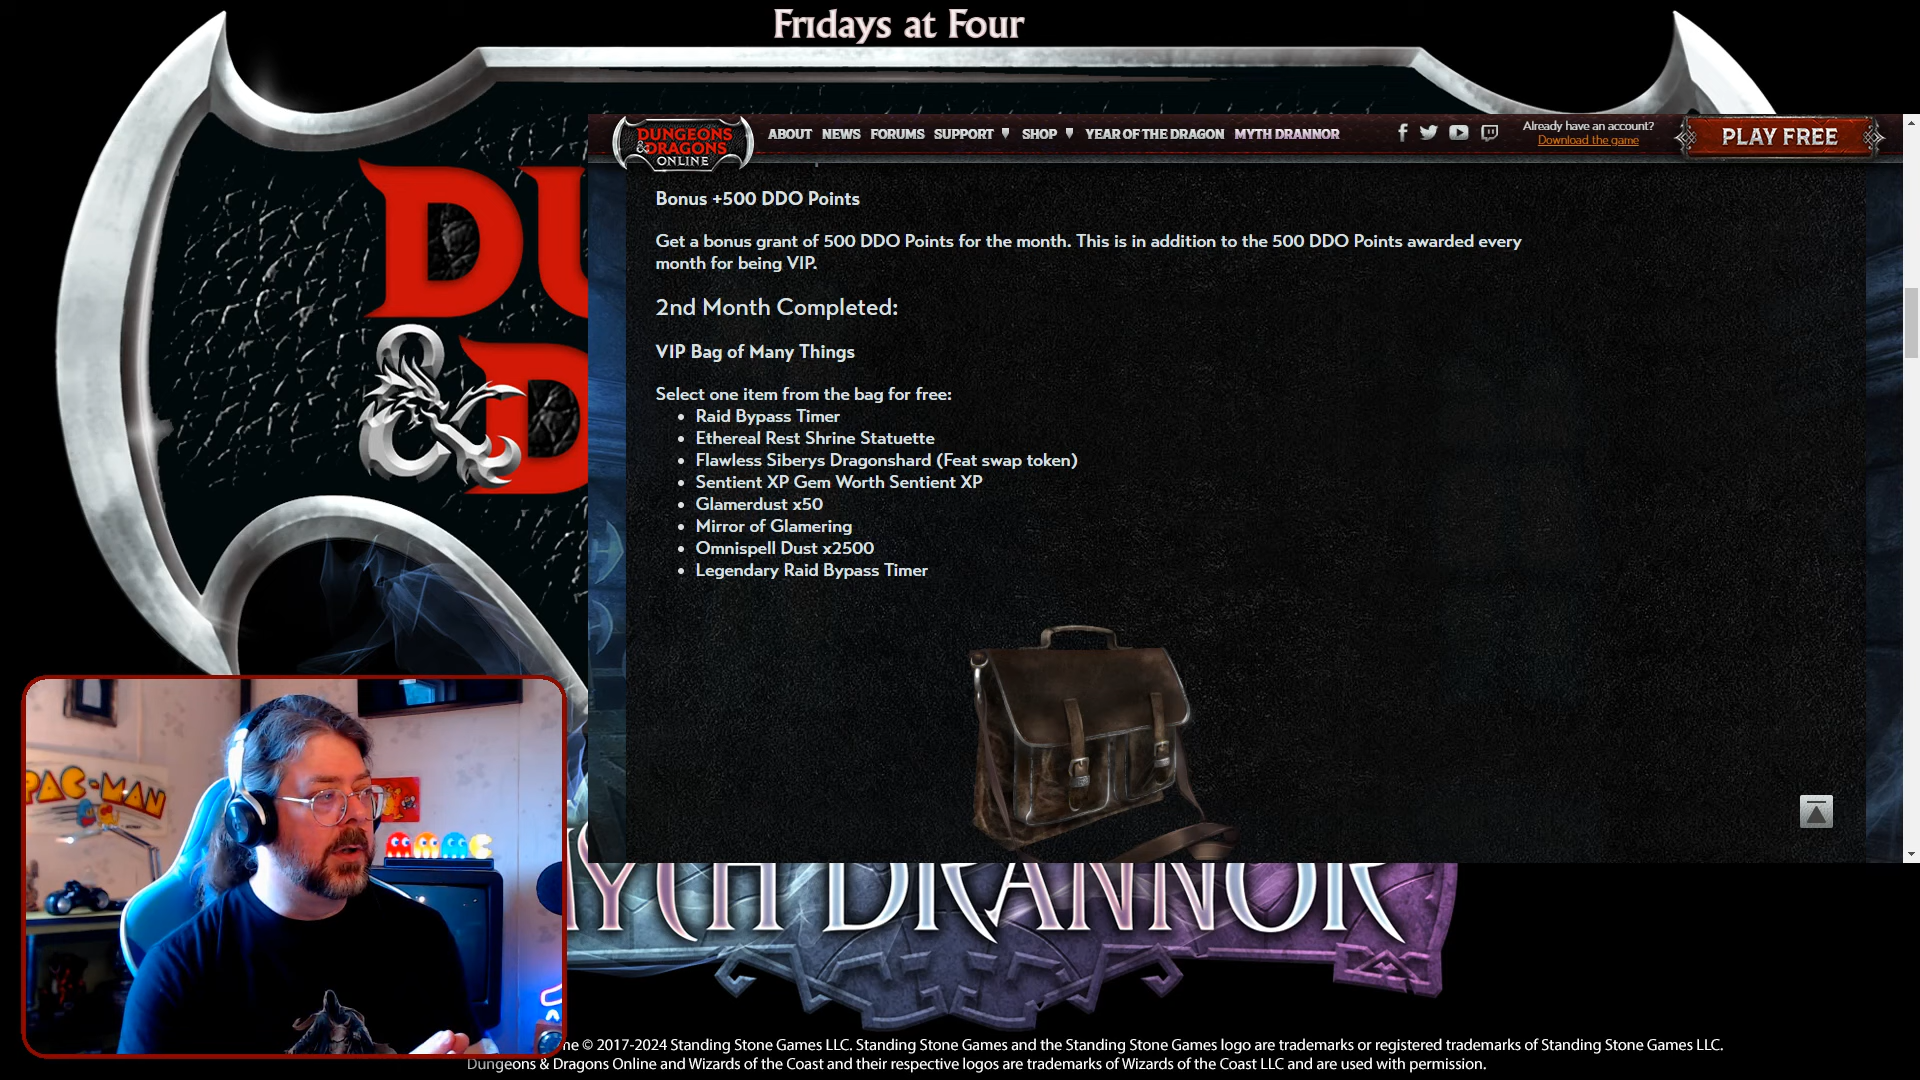 Fridays at Four
DUNGEONS
& DRAGONS
ONLINE
ABOUT NEWS FORUMS SUPPORT SHOP YEAR OF THE DRAGON MYTH DRANNOR
Already have an account?
Download the game
PLAY FREE
Bonus +500 DDO Points
Get a bonus grant of 500 DDO Points for the month. This is in addition to the 500 DDO Points awarded every
month for being VIP.
2nd Month Completed:
VIP Bag of Many Things
Select one item from the bag for free:
• Raid Bypass Timer
• Ethereal Rest Shrine Statuette
• Flawless Siberys Dragonshard (Feat swap token)
• Sentient XP Gem Worth Sentient XP
• Glamerdust x50
• Mirror of Glamering
• Omnispell Dust x2500
• Legendary Raid Bypass Timer
DU
&D
PAC-MAN
MYTH DRANNOR
© 2017-2024 Standing Stone Games LLC. Standing Stone Games and the Standing Stone Games logo are trademarks or registered trademarks of Standing Stone Games LLC.
Dungeons & Dragons Online and Wizards of the Coast and their respective logos are trademarks of Wizards of the Coast LLC and are used with permission.